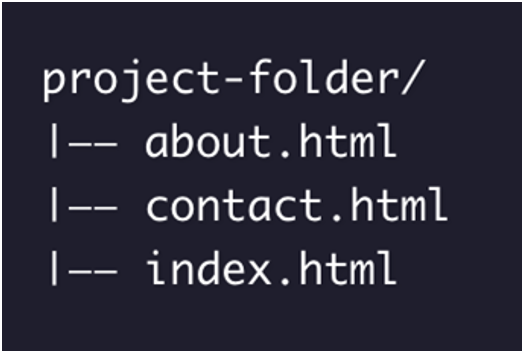 project-folder/
|—— about.html
|—— contact.html
|—— index.html